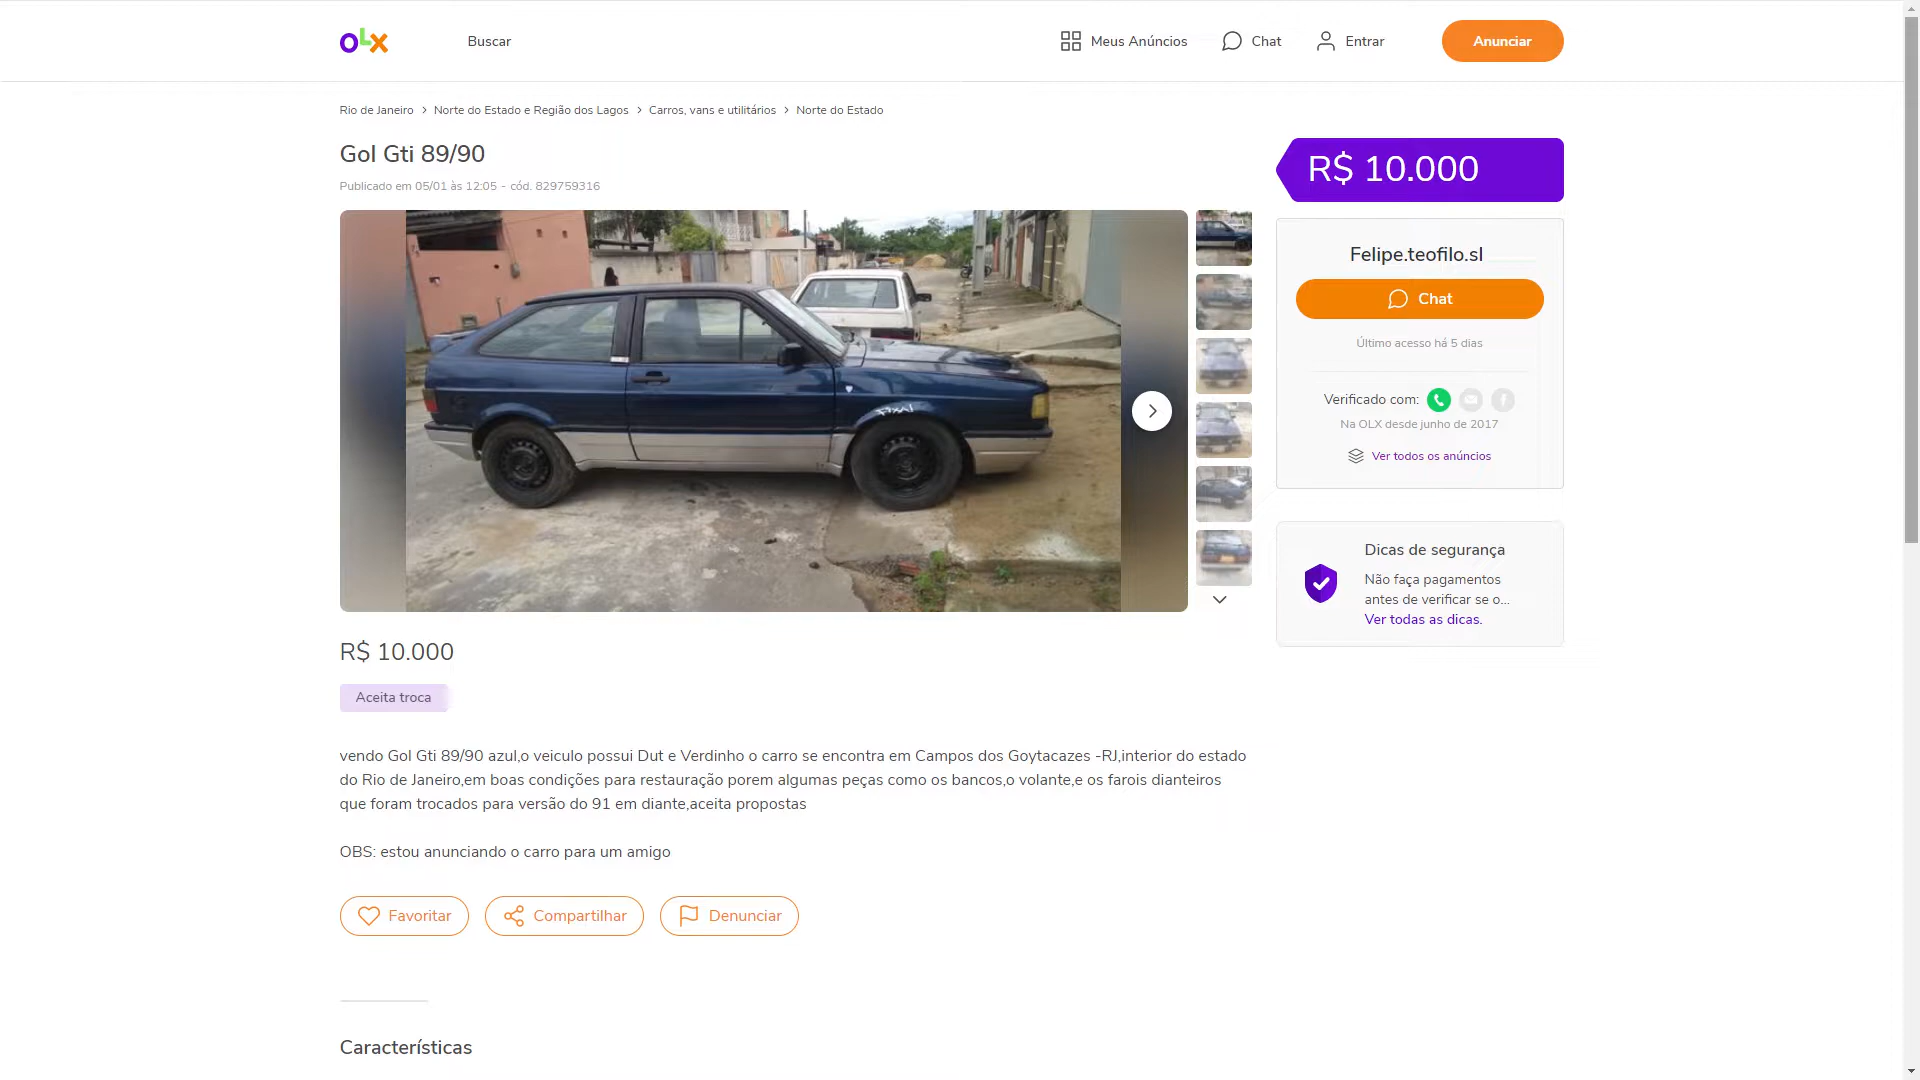 OLX
Buscar
Meus Anúncios
Chat
Entrar
Anunciar
Rio de Janeiro > Norte do Estado e Região dos Lagos > Carros, vans e utilitários > Norte do Estado
Gol Gti 89/90
Publicado em 05/01 às 12:05 - cód. 829759316
R$ 10.000
Felipe.teofilo.sl
Chat
Último acesso há 5 dias
Verificado com:
Na OLX desde junho de 2017
Ver todos os anúncios
Dicas de segurança
Não faça pagamentos
antes de verificar se o...
Ver todas as dicas.
R$ 10.000
Aceita troca
vendo Gol Gti 89/90 azul,o veiculo possui Dut e Verdinho o carro se encontra em Campos dos Goytacazes -RJ,interior do estado
do Rio de Janeiro,em boas condições para restauração porem algumas peças como os bancos,o volante,e os farois dianteiros
que foram trocados para versão do 91 em diante,aceita propostas
OBS: estou anunciando o carro para um amigo
Favoritar
Compartilhar
Denunciar
Características